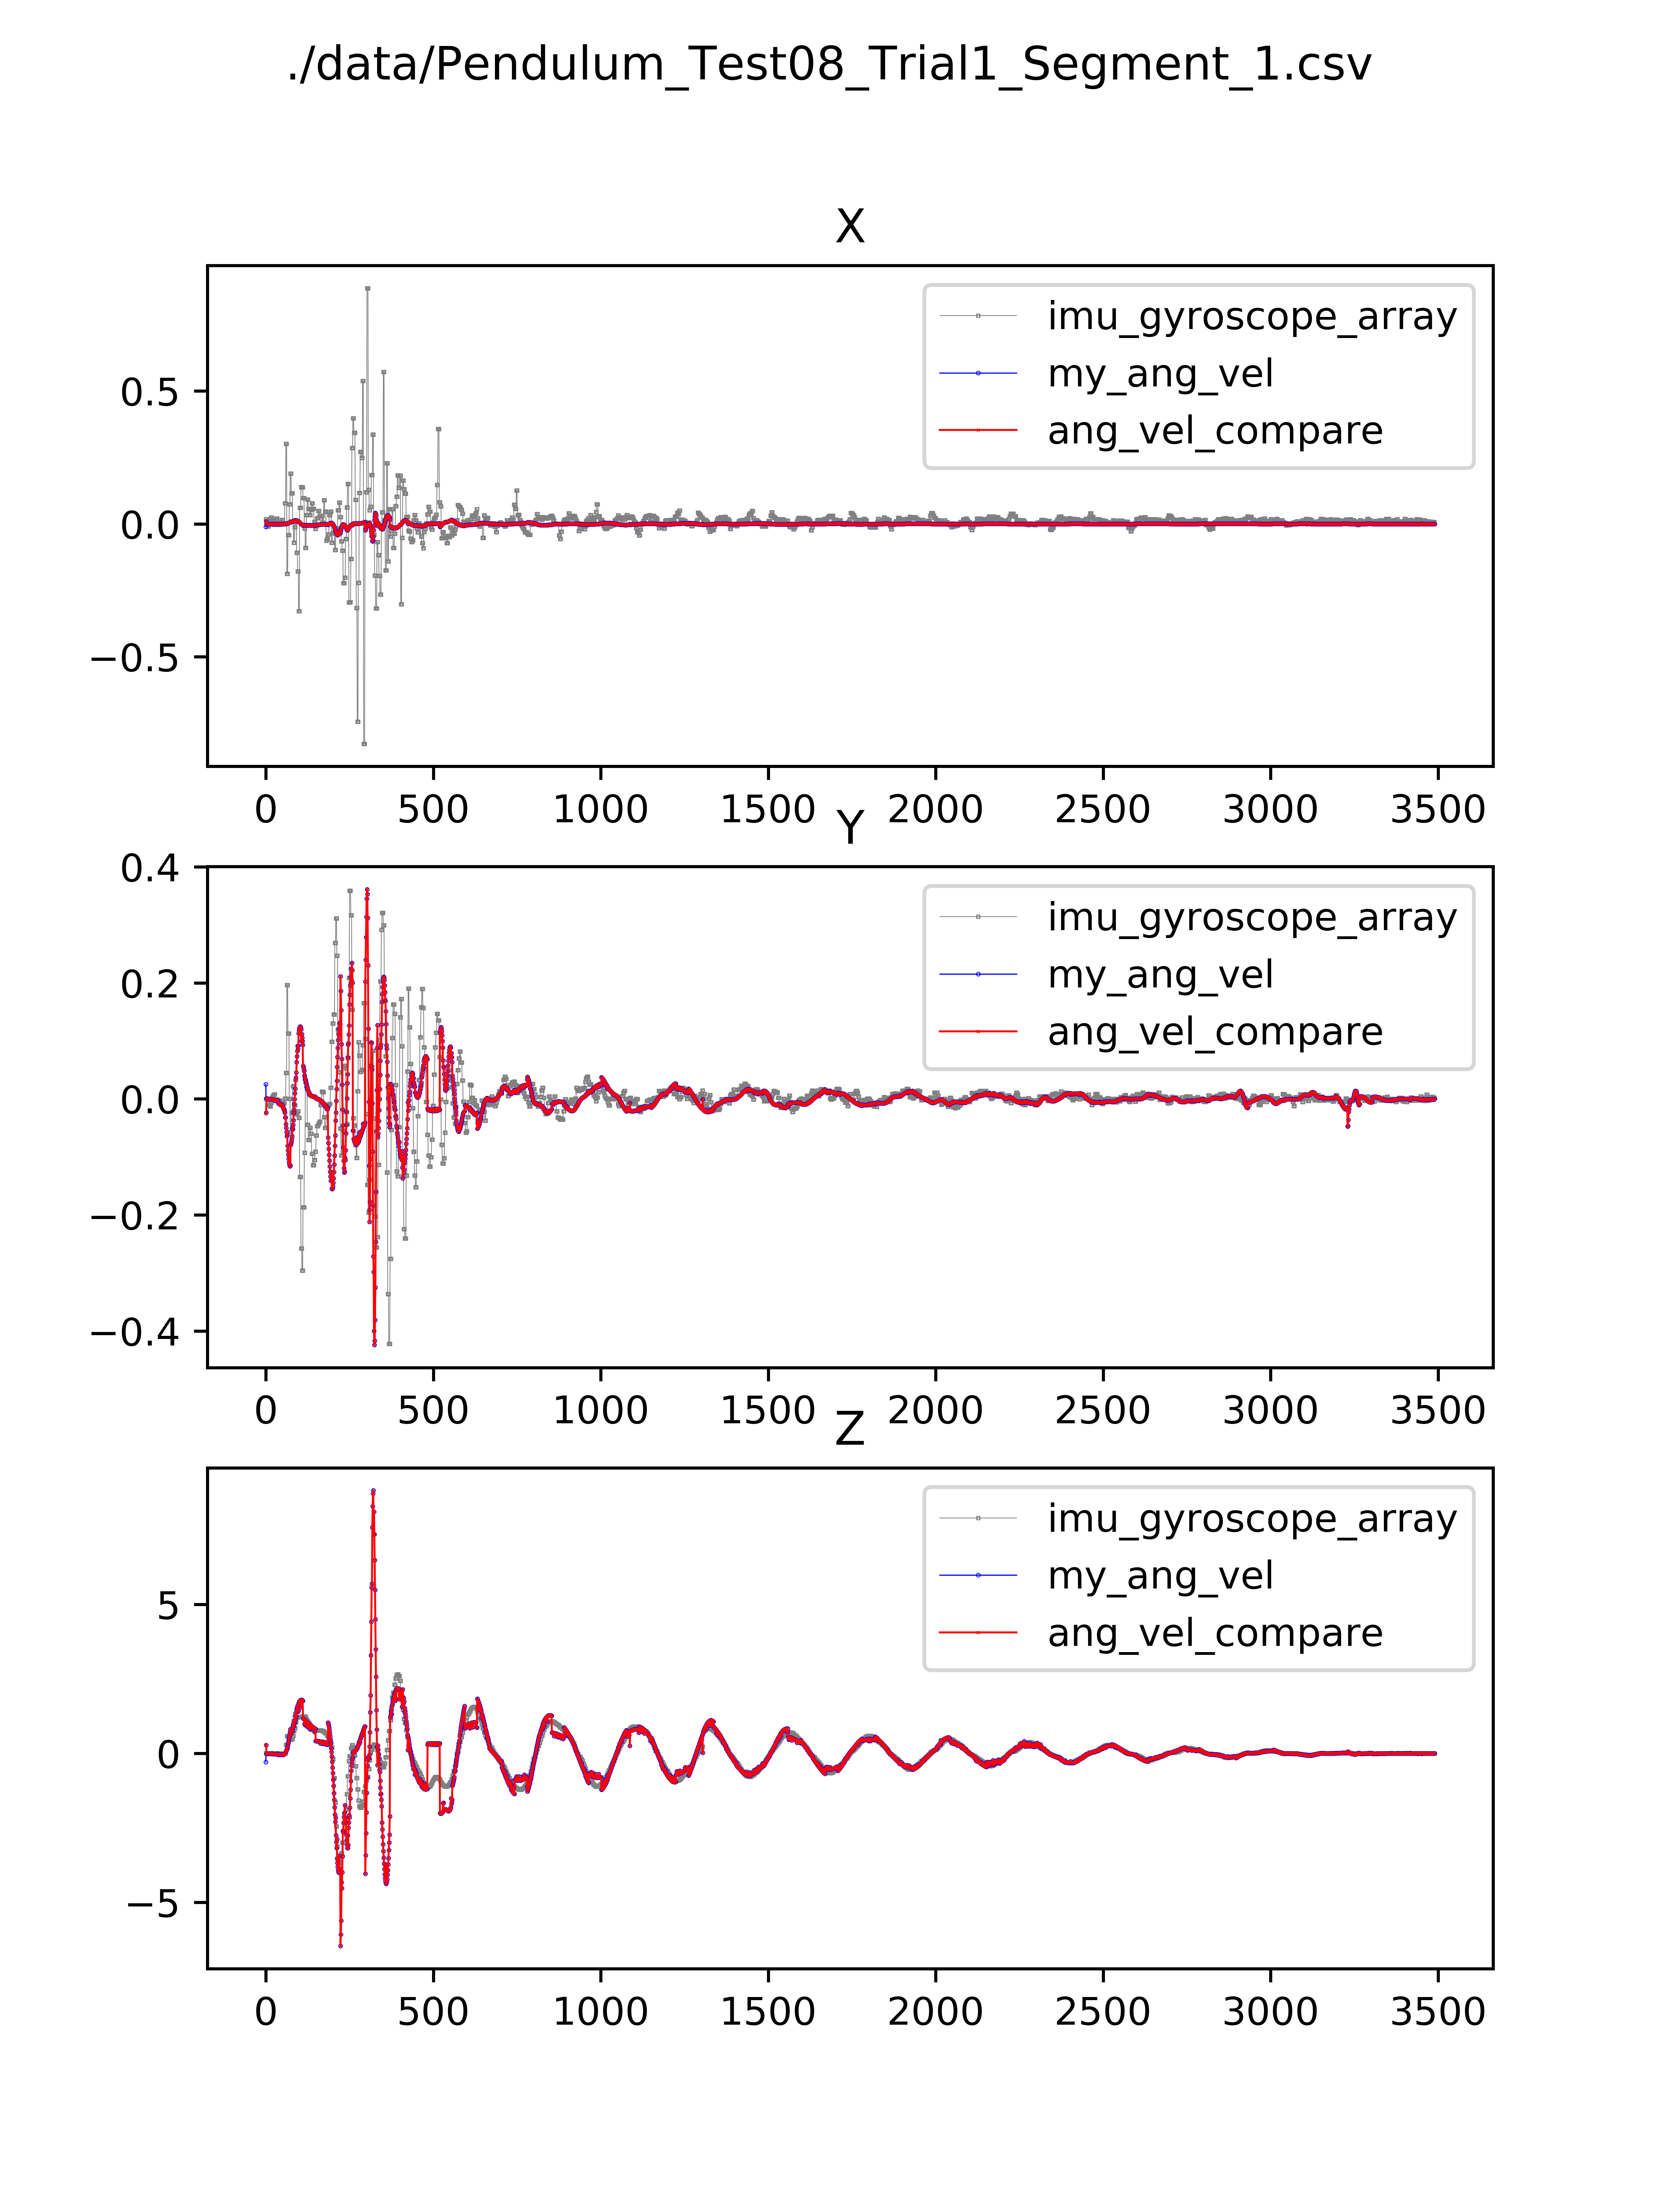 ./data/Pendulum_Test08_Trial1_Segment_1.csv
X
imu_gyroscope_array
my_ang_vel
ang_vel_compare
0.5
0.0
−0.5
0 500 1000 1500 2000 2500 3000 3500
Y
imu_gyroscope_array
my_ang_vel
ang_vel_compare
0.4
0.2
0.0
−0.2
−0.4
0 500 1000 1500 2000 2500 3000 3500
Z
imu_gyroscope_array
my_ang_vel
ang_vel_compare
5
0
−5
0 500 1000 1500 2000 2500 3000 3500